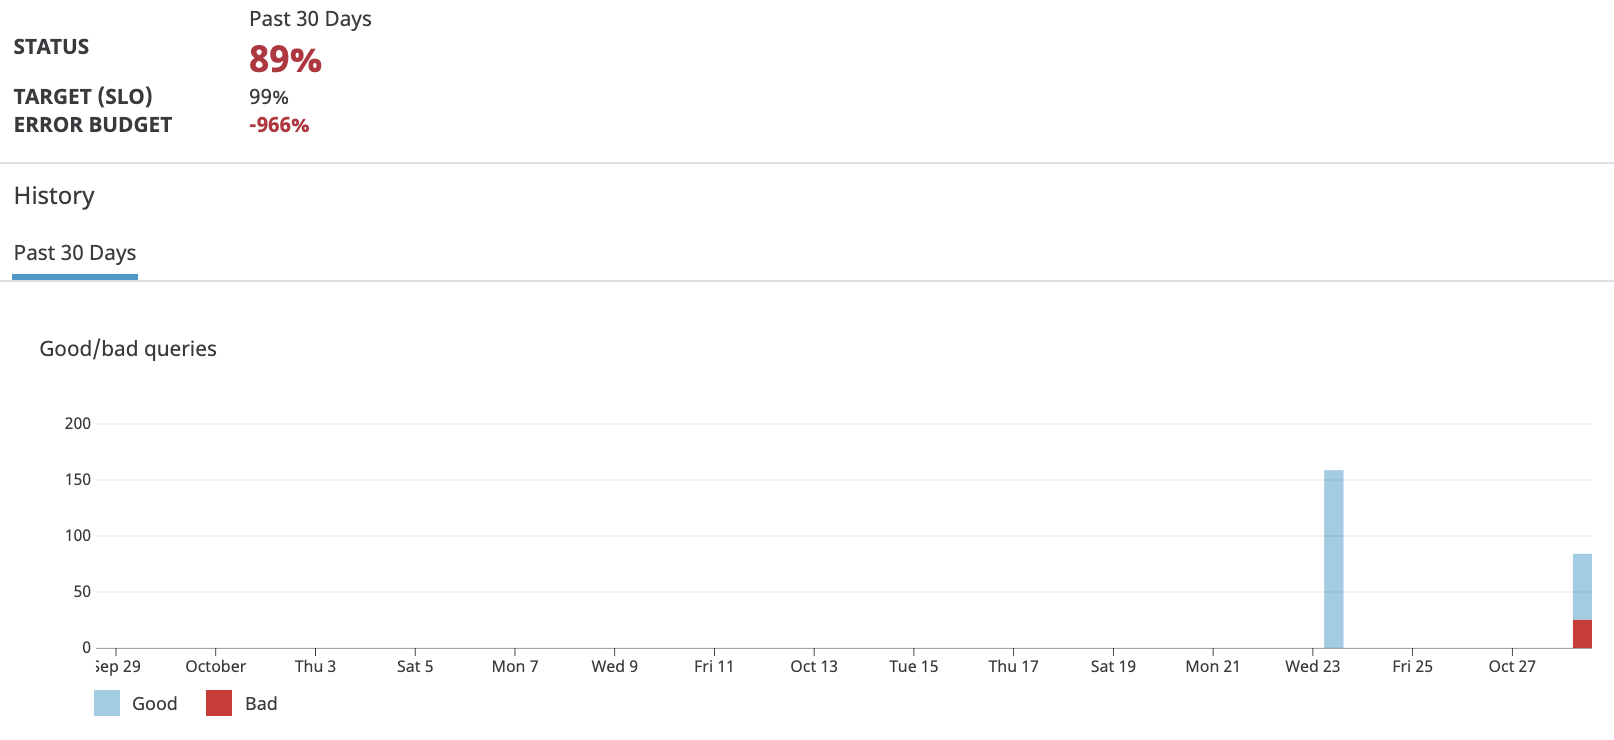 Past 30 Days
STATUS 89%
TARGET (SLO) 99%
ERROR BUDGET -966%
History
Past 30 Days
Good/bad queries
200
150
100
50
0
Sep 29 October Thu 3 Sat 5 Mon 7 Wed 9 Fri 11 Oct 13 Tue 15 Thu 17 Sat 19 Mon 21 Wed 23 Fri 25 Oct 27
Good Bad